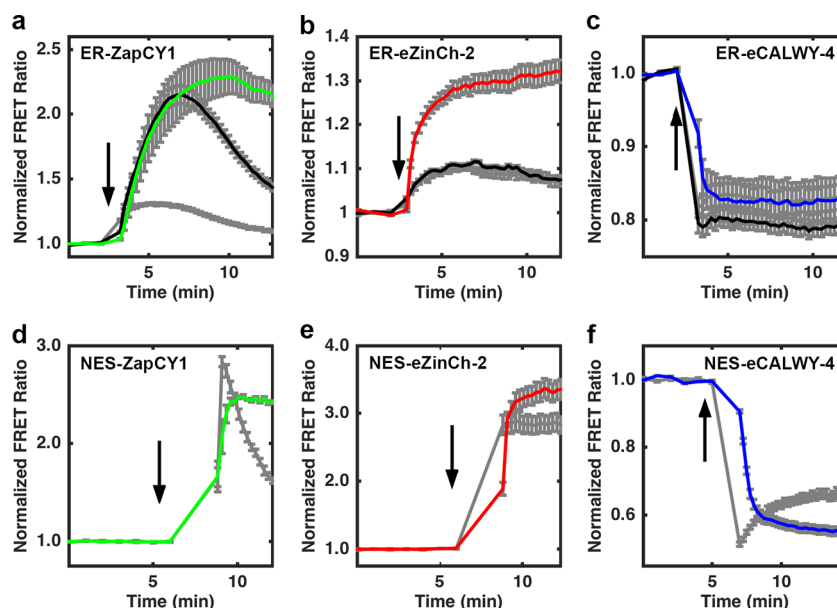 a
ER-ZapCY1
Normalized FRET Ratio
2.5
2.0
1.5
1.0
5
10
Time (min)
b
ER-eZinCh-2
Normalized FRET Ratio
1.4
1.3
1.2
1.1
1.0
0.9
5
10
Time (min)
c
ER-eCALWY-4
Normalized FRET Ratio
1.0
0.9
0.8
5
10
Time (min)
d
NES-ZapCY1
Normalized FRET Ratio
3.0
2.0
1.0
5
10
Time (min)
e
NES-eZinCh-2
Normalized FRET Ratio
4.0
3.0
2.0
1.0
5
10
Time (min)
f
NES-eCALWY-4
Normalized FRET Ratio
1.0
0.8
0.6
5
10
Time (min)